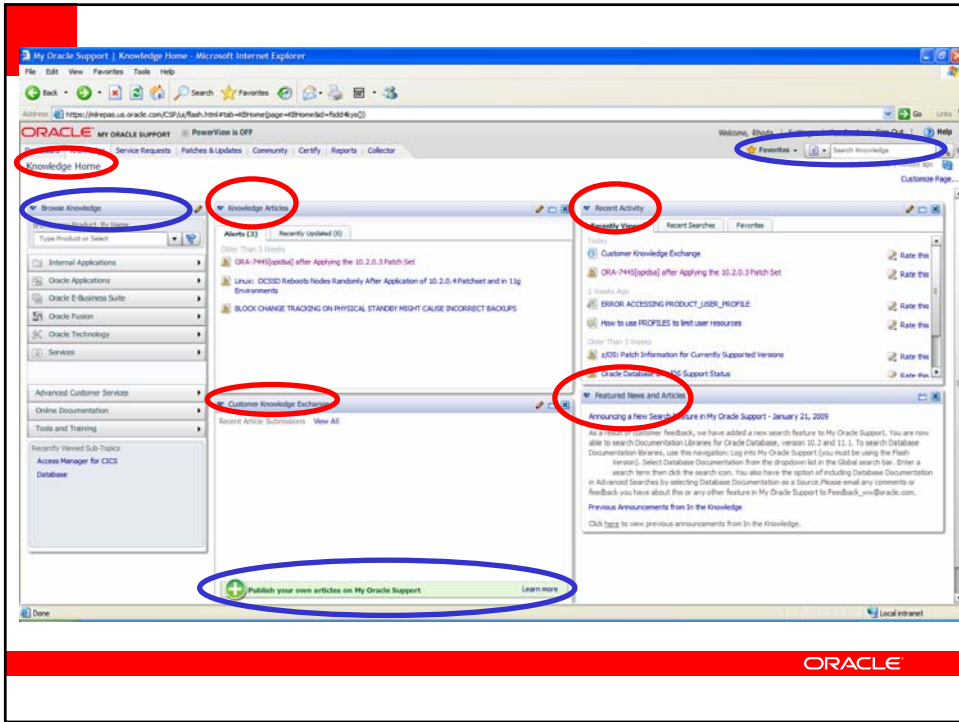 My Oracle Support | Knowledge Home - Microsoft Internet Explorer
File Edit View Favorites Tools Help
Back Search Favorites
Address https://mirepas.us.oracle.com/CSP/ui/flash.html#tab=KBHome(page=KBHome&id=fsdd4kys())
Go Links
ORACLE MY ORACLE SUPPORT PowerView is OFF
Welcome, Rhoda Sign Out Help
Service Requests Patches & Updates Community Certify Reports Collector
Favorites Search Knowledge
Knowledge Home
ago
Customize Page...
Browse Knowledge
Product By Name
Type Product or Select
Internal Applications
Oracle Applications
Oracle E-Business Suite
Oracle Fusion
Oracle Technology
Services
Advanced Customer Services
Online Documentation
Tools and Training
Recently Viewed Sub-Topics
Access Manager for CICS
Database
Knowledge Articles
Alerts (3) Recently Updated (0)
Older Than 3 Weeks
ORA-7445[opidsa] after Applying the 10.2.0.3 Patch Set
Linux: OCSSD Reboots Nodes Randomly After Application of 10.2.0.4 Patchset and in 11g
Environments
BLOCK CHANGE TRACKING ON PHYSICAL STANDBY MIGHT CAUSE INCORRECT BACKUPS
Customer Knowledge Exchange
Recent Article Submissions View All
Publish your own articles on My Oracle Support Learn more
Recent Activity
Recently Viewed Recent Searches Favorites
Today
Customer Knowledge Exchange Rate this
ORA-7445[opidsa] after Applying the 10.2.0.3 Patch Set Rate this
2 Weeks Ago
ERROR ACCESSING PRODUCT_USER_PROFILE Rate this
How to use PROFILES to limit user resources Rate this
Older Than 3 Weeks
z/OS: Patch Information for Currently Supported Versions Rate this
Oracle Database Support Status Rate this
Featured News and Articles
Announcing a New Search Feature in My Oracle Support - January 21, 2009
As a result of customer feedback, we have added a new search feature to My Oracle Support. You are now
able to search Documentation Libraries for Oracle Database, version 10.2 and 11.1. To search Database
Documentation libraries, use this navigation: Log into My Oracle Support (you must be using the Flash
Version). Select Database Documentation from the dropdown list in the Global search bar. Enter a
search term then click the search icon. You also have the option of including Database Documentation
in Advanced Searches by selecting Database Documentation as a Source.Please email any comments or
feedback you have about this or any other feature in My Oracle Support to Feedback_ww@oracle.com.
Previous Announcements from In the Knowledge
Click here to view previous announcements from In the Knowledge.
Done
Local intranet
ORACLE